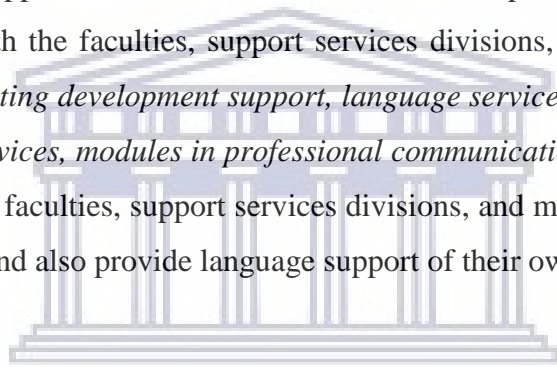 th the faculties, support services divisions,
ting development support, language service
vices, modules in professional communicati
faculties, support services divisions, and m
nd also provide language support of their ow